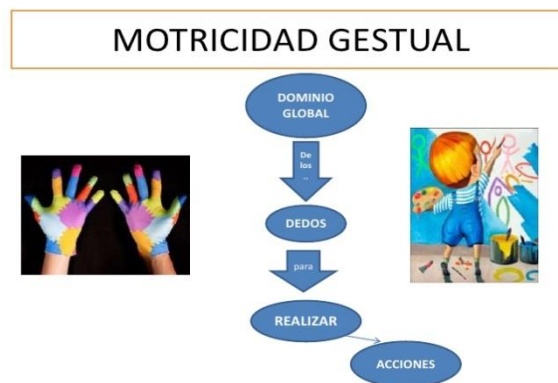 MOTRICIDAD GESTUAL
DOMINIO
GLOBAL
De
los
..
DEDOS
para
REALIZAR
ACCIONES